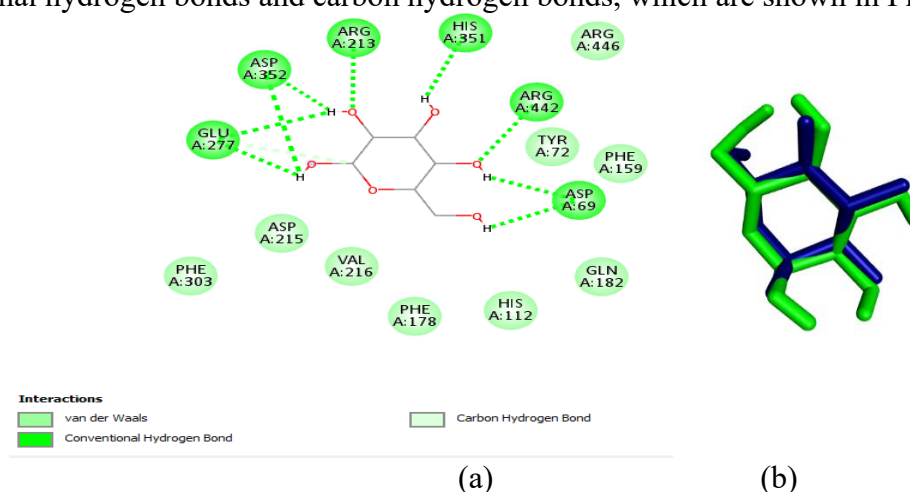 nal hydrogen bonds and carbon hydrogen bonds, which are shown in
ARG
A:213
HIS
A:351
ARG
A:446
ASP
A:352
ARG
A:442
GLU
A:277
TYR
A:72
PHE
A:159
ASP
A:69
ASP
A:215
VAL
A:216
PHE
A:303
GLN
A:182
PHE
A:178
HIS
A:112
H
O
H
O
O
H
O
H
O
O
H
Interactions
van der Waals
Carbon Hydrogen Bond
Conventional Hydrogen Bond
(a)
(b)